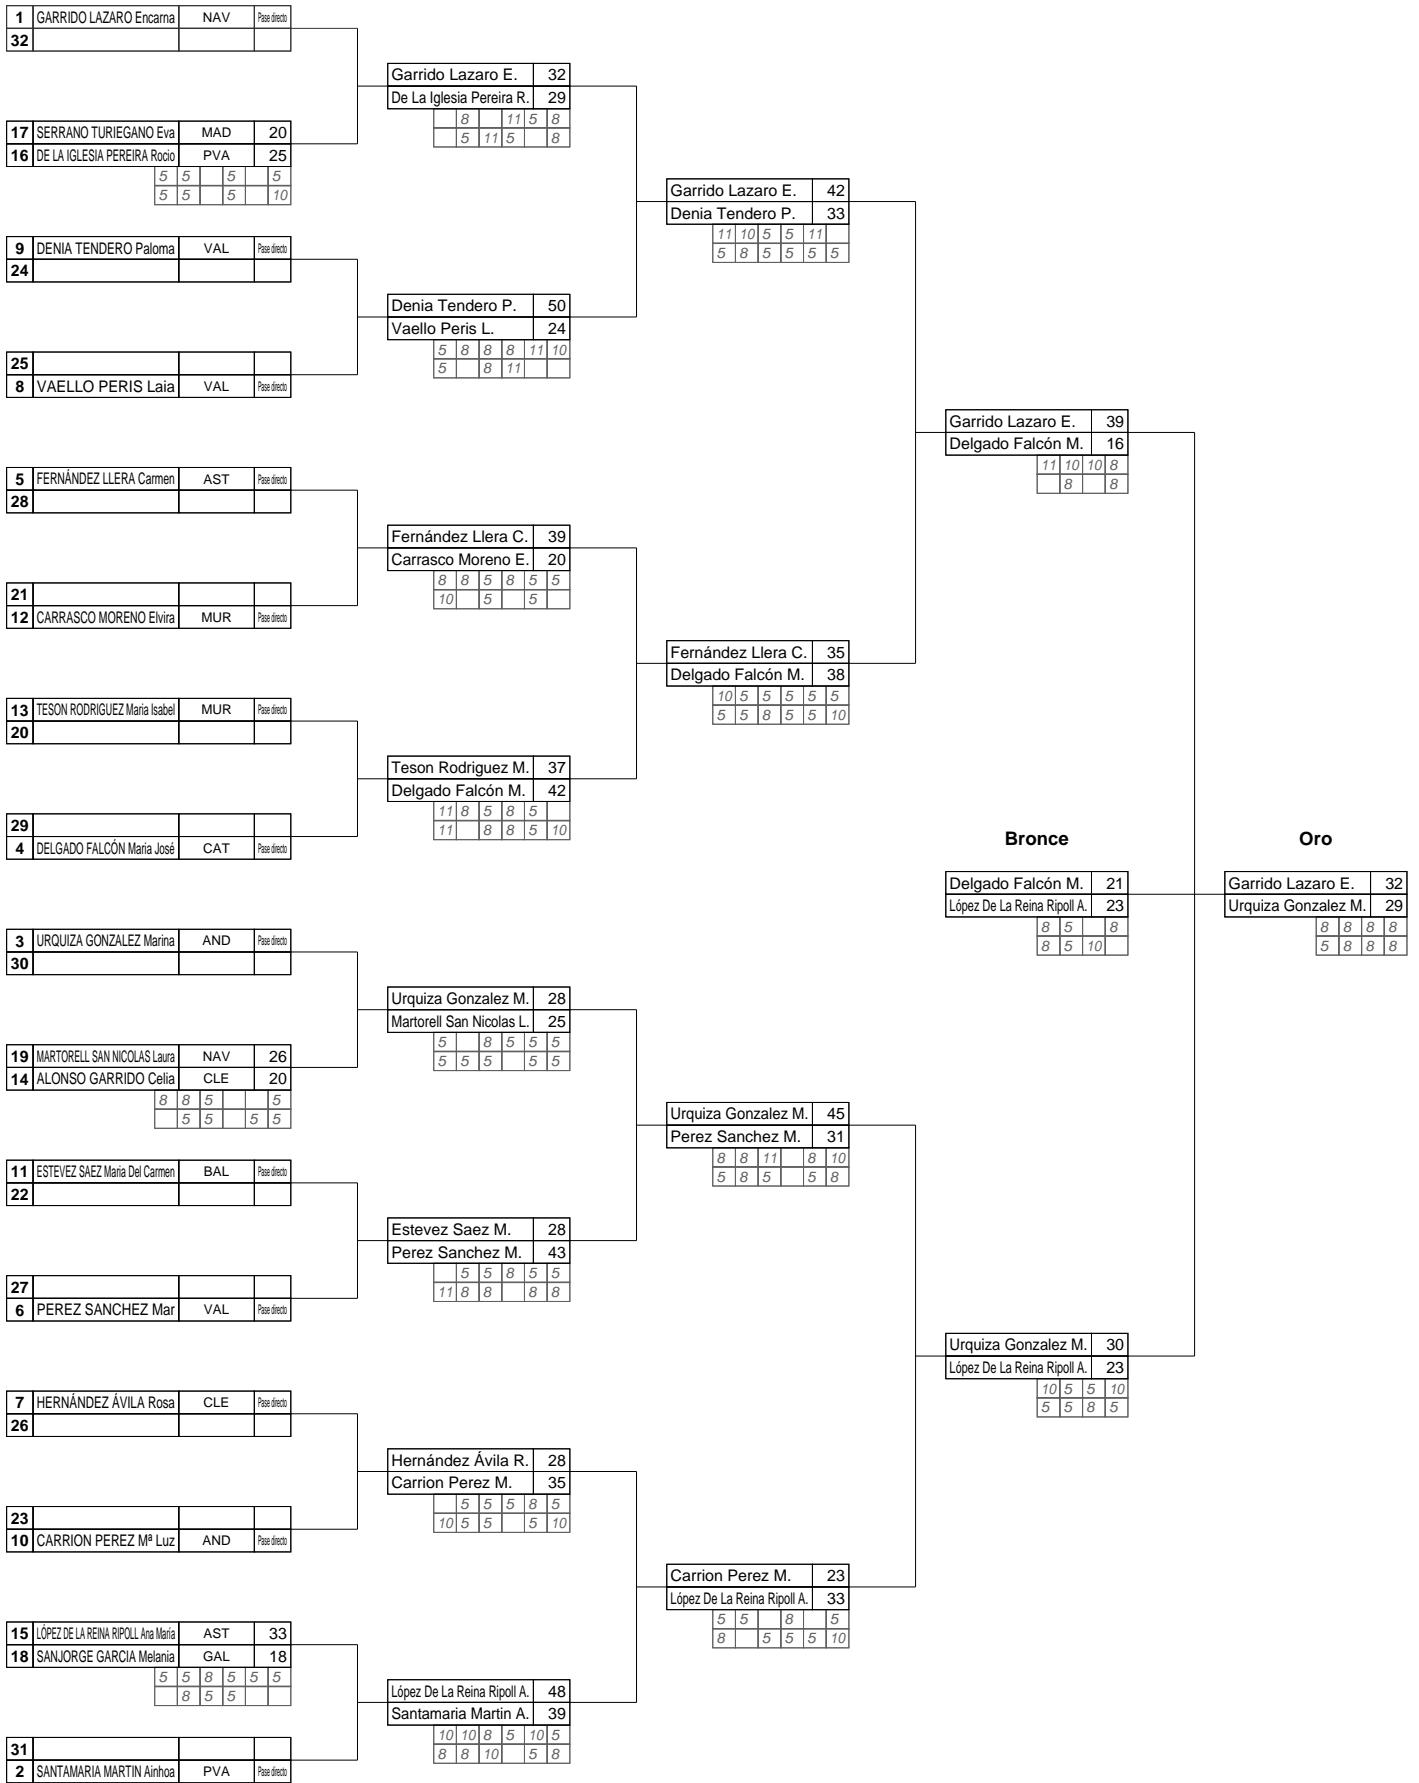 1 GARRIDO LAZARO Encarna NAV Pase directo
32
Garrido Lazaro E. 32
De La Iglesia Pereira R. 29
8 11 5 8
5 11 5 8
17 SERRANO TURIEGANO Eva MAD 20
16 DE LA IGLESIA PEREIRA Rocio PVA 25
5 5 5 5
5 5 5 10
Garrido Lazaro E. 42
Denia Tendero P. 33
11 10 5 5 11
5 8 5 5 5 5
9 DENIA TENDERO Paloma VAL Pase directo
24
Denia Tendero P. 50
Vaello Peris L. 24
5 8 8 8 11 10
5 8 11
25
8 VAELLO PERIS Laia VAL Pase directo
Garrido Lazaro E. 39
Delgado Falcón M. 16
11 10 10 8
8 8
5 FERNÁNDEZ LLERA Carmen AST Pase directo
28
Fernández Llera C. 39
Carrasco Moreno E. 20
8 8 5 8 5 5
10 5 5
21
12 CARRASCO MORENO Elvira MUR Pase directo
Fernández Llera C. 35
Delgado Falcón M. 38
10 5 5 5 5 5
5 5 8 5 5 10
13 TESON RODRIGUEZ Maria Isabel MUR Pase directo
20
Teson Rodriguez M. 37
Delgado Falcón M. 42
11 8 5 8 5
11 8 8 5 10
29
4 DELGADO FALCÓN Maria José CAT Pase directo
Bronce Oro
Delgado Falcón M. 21
López De La Reina Ripoll A. 23
8 5 8
8 5 10
Garrido Lazaro E. 32
Urquiza Gonzalez M. 29
8 8 8 8
5 8 8 8
3 URQUIZA GONZALEZ Marina AND Pase directo
30
Urquiza Gonzalez M. 28
Martorell San Nicolas L. 25
5 8 5 5 5
5 5 5 5 5
19 MARTORELL SAN NICOLAS Laura NAV 26
14 ALONSO GARRIDO Celia CLE 20
8 8 5 5
5 5 5 5
Urquiza Gonzalez M. 45
Perez Sanchez M. 31
8 8 11 8 10
5 8 5 5 8
11 ESTEVEZ SAEZ Maria Del Carmen BAL Pase directo
22
Estevez Saez M. 28
Perez Sanchez M. 43
5 5 8 5 5
11 8 8 8 8
27
6 PEREZ SANCHEZ Mar VAL Pase directo
Urquiza Gonzalez M. 30
López De La Reina Ripoll A. 23
10 5 5 10
5 5 8 5
7 HERNÁNDEZ ÁVILA Rosa CLE Pase directo
26
Hernández Ávila R. 28
Carrion Perez M. 35
5 5 5 8 5
10 5 5 5 10
23
10 CARRION PEREZ Mª Luz AND Pase directo
Carrion Perez M. 23
López De La Reina Ripoll A. 33
5 5 8 5
8 5 5 5 10
15 LÓPEZ DE LA REINA RIPOLL Ana María AST 33
18 SANJORGE GARCIA Melania GAL 18
5 5 8 5 5 5
8 5 5
López De La Reina Ripoll A. 48
Santamaria Martin A. 39
10 10 8 5 10 5
8 8 10 5 8
31
2 SANTAMARIA MARTIN Ainhoa PVA Pase directo